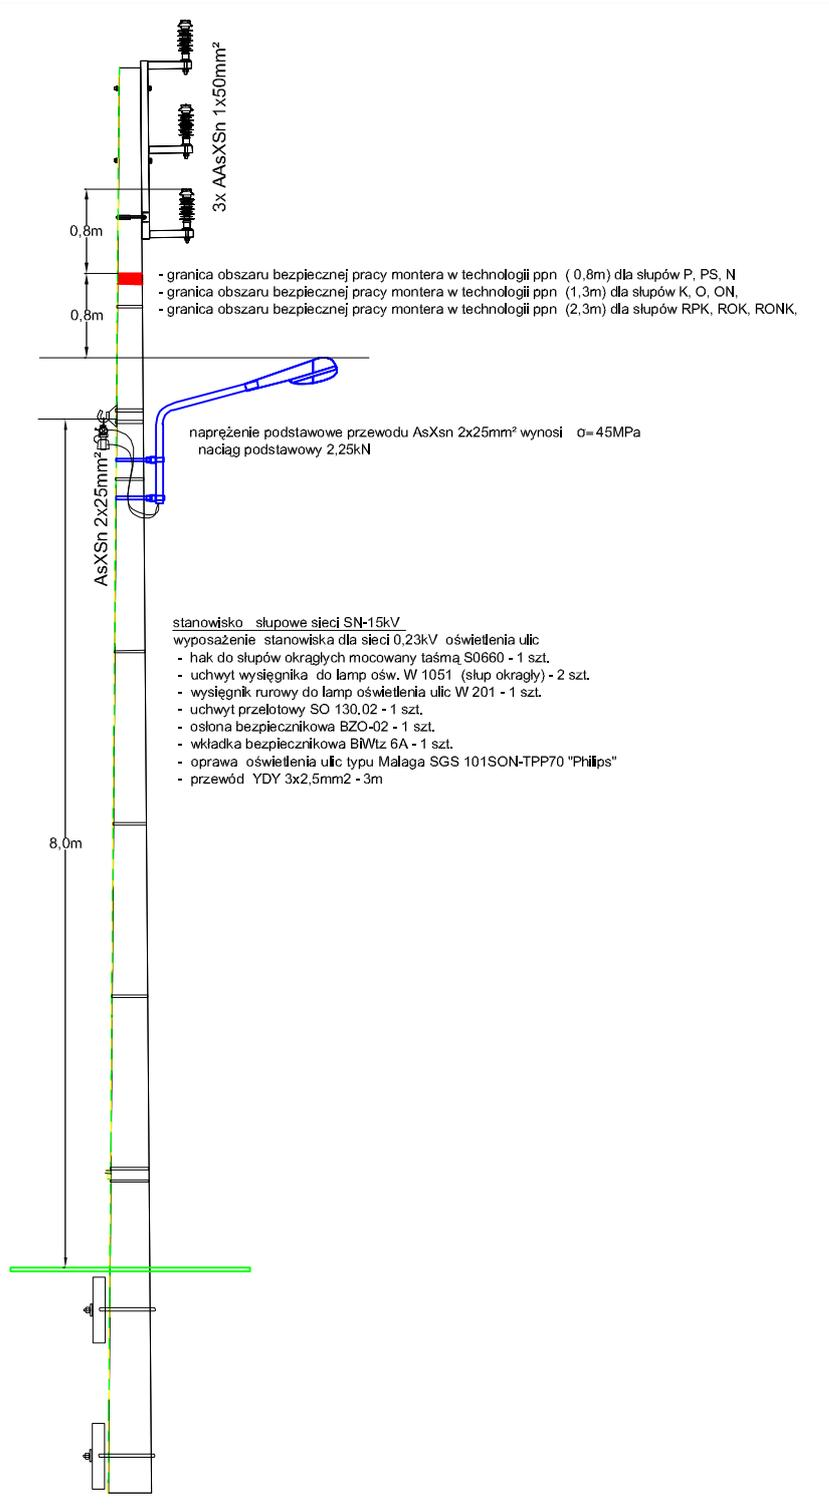 3x AAsXSn 1x50mm²
0,8m
- granica obszaru bezpiecznej pracy montera w technologii ppn ( 0,8m) dla słupów P, PS, N
- granica obszaru bezpiecznej pracy montera w technologii ppn (1,3m) dla słupów K, O, ON,
- granica obszaru bezpiecznej pracy montera w technologii ppn (2,3m) dla słupów RPK, ROK, RONK,
0,8m
naprężenie podstawowe przewodu AsXsn 2x25mm² wynosi σ=45MPa
naciąg podstawowy 2,25kN
AsXSn 2x25mm²
stanowisko słupowe sieci SN-15kV
wyposażenie stanowiska dla sieci 0,23kV oświetlenia ulic
- hak do słupów okrągłych mocowany taśmą S0660 - 1 szt.
- uchwyt wysięgnika do lamp ośw. W 1051 (słup okrągły) - 2 szt.
- wysięgnik rurowy do lamp oświetlenia ulic W 201 - 1 szt.
- uchwyt przelotowy SO 130.02 - 1 szt.
- osłona bezpiecznikowa BZO-02 - 1 szt.
- wkładka bezpiecznikowa BiWtz 6A - 1 szt.
- oprawa oświetlenia ulic typu Malaga SGS 101SON-TPP70 "Philips"
- przewód YDY 3x2,5mm2 - 3m
8,0m